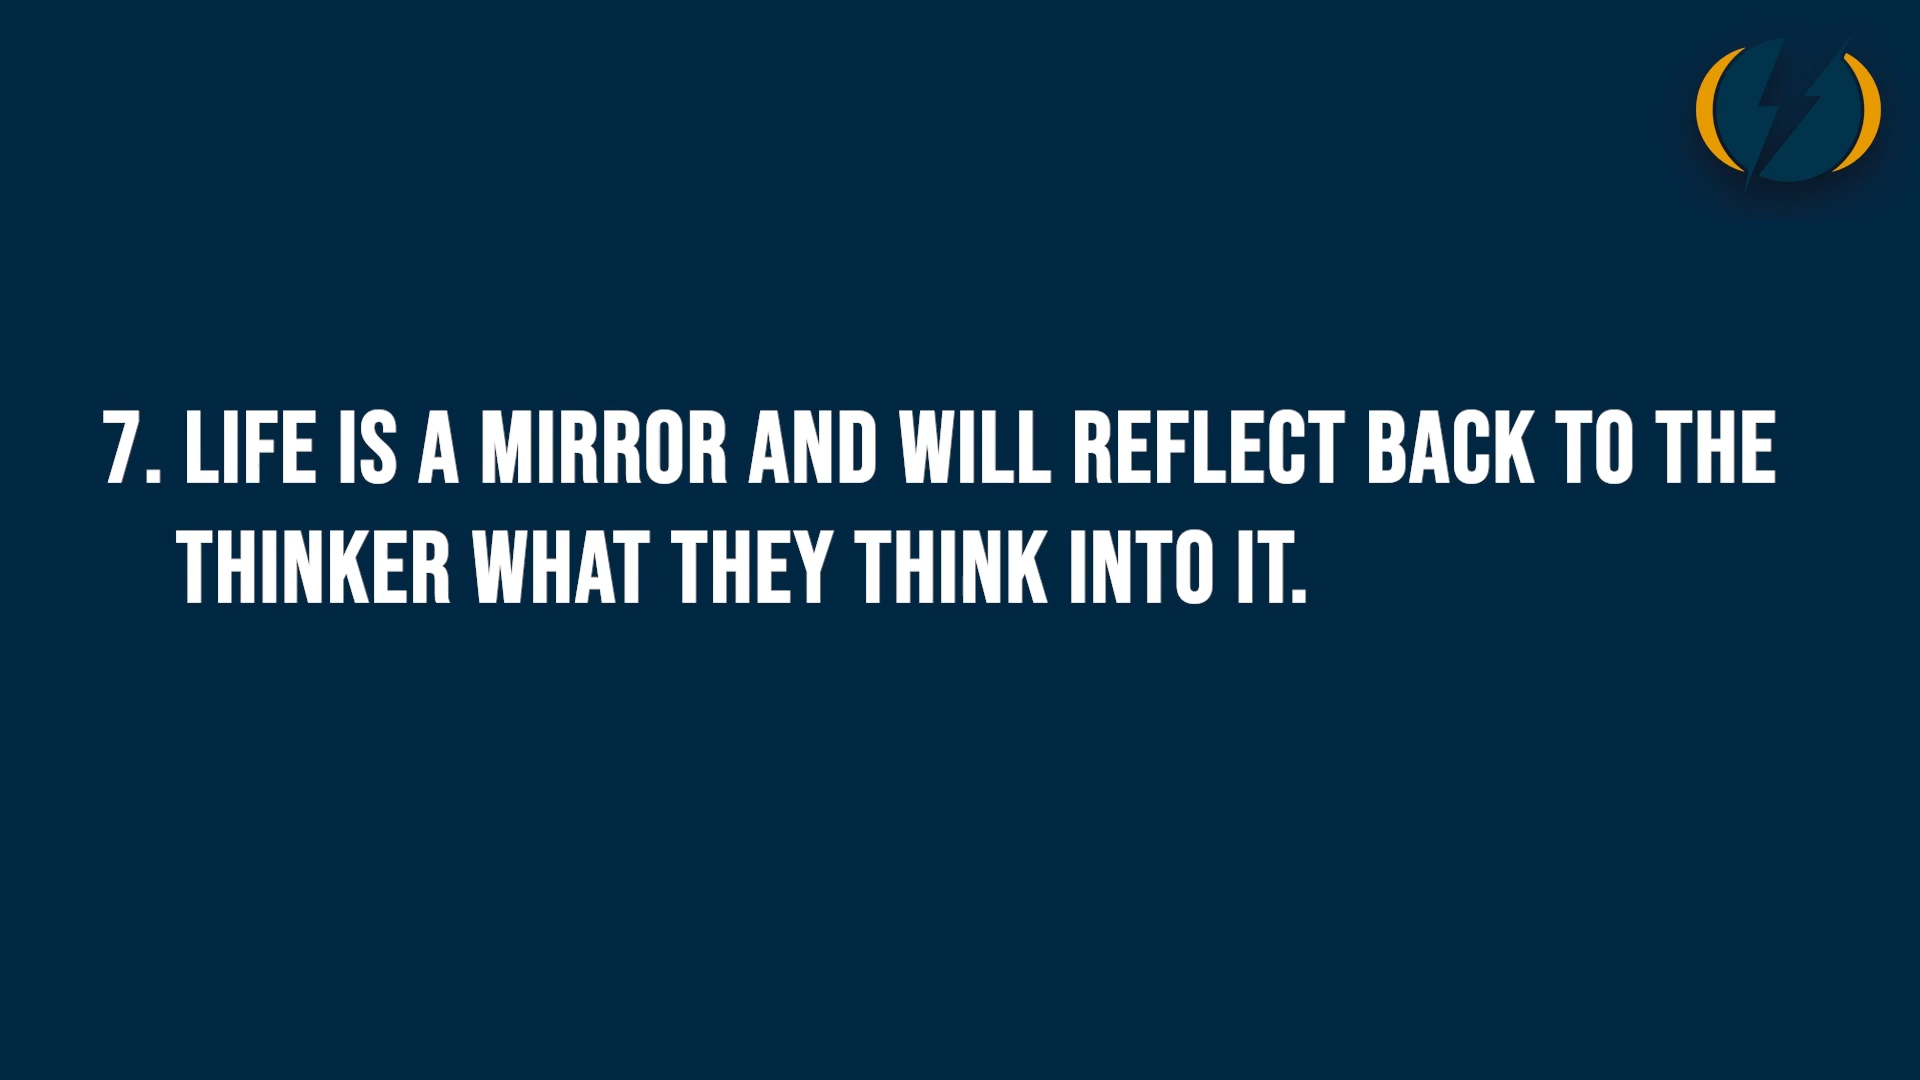 7. LIFE IS A MIRROR AND WILL REFLECT BACK TO THE
THINKER WHAT THEY THINK INTO IT.